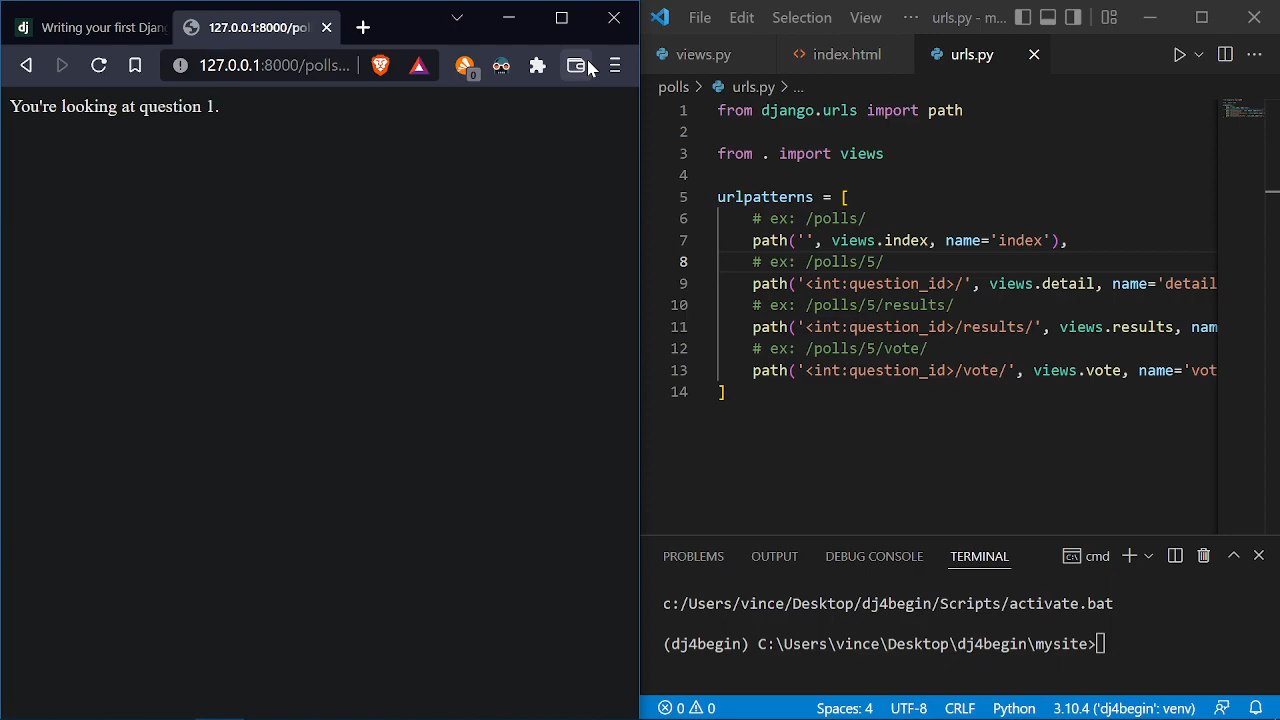 dj Writing your first Djan
127.0.0.1:8000/pol
127.0.0.1:8000/polls...
0
You're looking at question 1.
File Edit Selection View ··· urls.py - m...
views.py <> index.html urls.py
polls > urls.py > ...
1 from django.urls import path
2
3 from . import views
4
5 urlpatterns = [
6 # ex: /polls/
7 path('', views.index, name='index'),
8 # ex: /polls/5/
9 path('<int:question_id>/', views.detail, name='detail
10 # ex: /polls/5/results/
11 path('<int:question_id>/results/', views.results, nam
12 # ex: /polls/5/vote/
13 path('<int:question_id>/vote/', views.vote, name='vot
14 ]
PROBLEMS OUTPUT DEBUG CONSOLE TERMINAL cmd
c:/Users/vince/Desktop/dj4begin/Scripts/activate.bat
(dj4begin) C:\Users\vince\Desktop\dj4begin\mysite>
0 0 Spaces: 4 UTF-8 CRLF Python 3.10.4 ('dj4begin': venv)